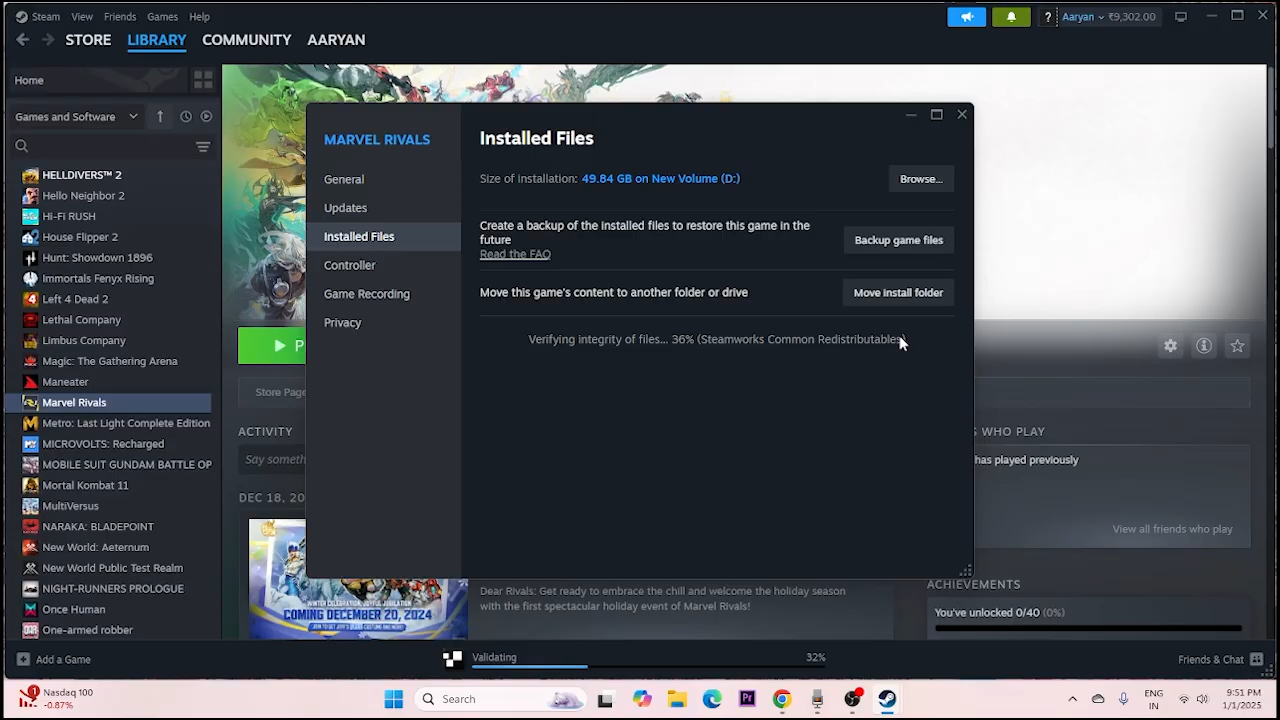 Steam View Friends Games Help
? Aaryan ₹9,302.00
STORE LIBRARY COMMUNITY AARYAN
Home
Games and Software
HELLDIVERS™ 2
Hello Neighbor 2
Hi-Fi RUSH
House Flipper 2
Hunt: Showdown 1896
Immortals Fenyx Rising
Left 4 Dead 2
Lethal Company
Limbus Company
Magic: The Gathering Arena
Maneater
Marvel Rivals
Metro: Last Light Complete Edition
MICROVOLTS: Recharged
MOBILE SUIT GUNDAM BATTLE OP
Mortal Kombat 11
MultiVersus
NARAKA: BLADEPOINT
New World: Aeternum
New World Public Test Realm
NIGHT-RUNNERS PROLOGUE
Once Human
One-armed robber
MARVEL RIVALS
General
Updates
Installed Files
Controller
Game Recording
Privacy
Installed Files
Size of installation: 49.84 GB on New Volume (D:)
Browse...
Create a backup of the installed files to restore this game in the
future
Read the FAQ
Backup game files
Move this game's content to another folder or drive
Move install folder
Verifying integrity of files... 36% (Steamworks Common Redistributables)
P
Store Page
ACTIVITY
Say someth
DEC 18, 20
WINTER CELEBRATION, JOYFUL JUBILATION
COMING DECEMBER 20, 2024
Dear Rivals: Get ready to embrace the chill and welcome the holiday season
with the first spectacular holiday event of Marvel Rivals!
S WHO PLAY
has played previously
View all friends who play
ACHIEVEMENTS
You've unlocked 0/40 (0%)
Add a Game
Validating
32%
Friends & Chat
Nasdaq 100
-0.87%
Search
Pr
ENG
IN
9:51 PM
1/1/2025